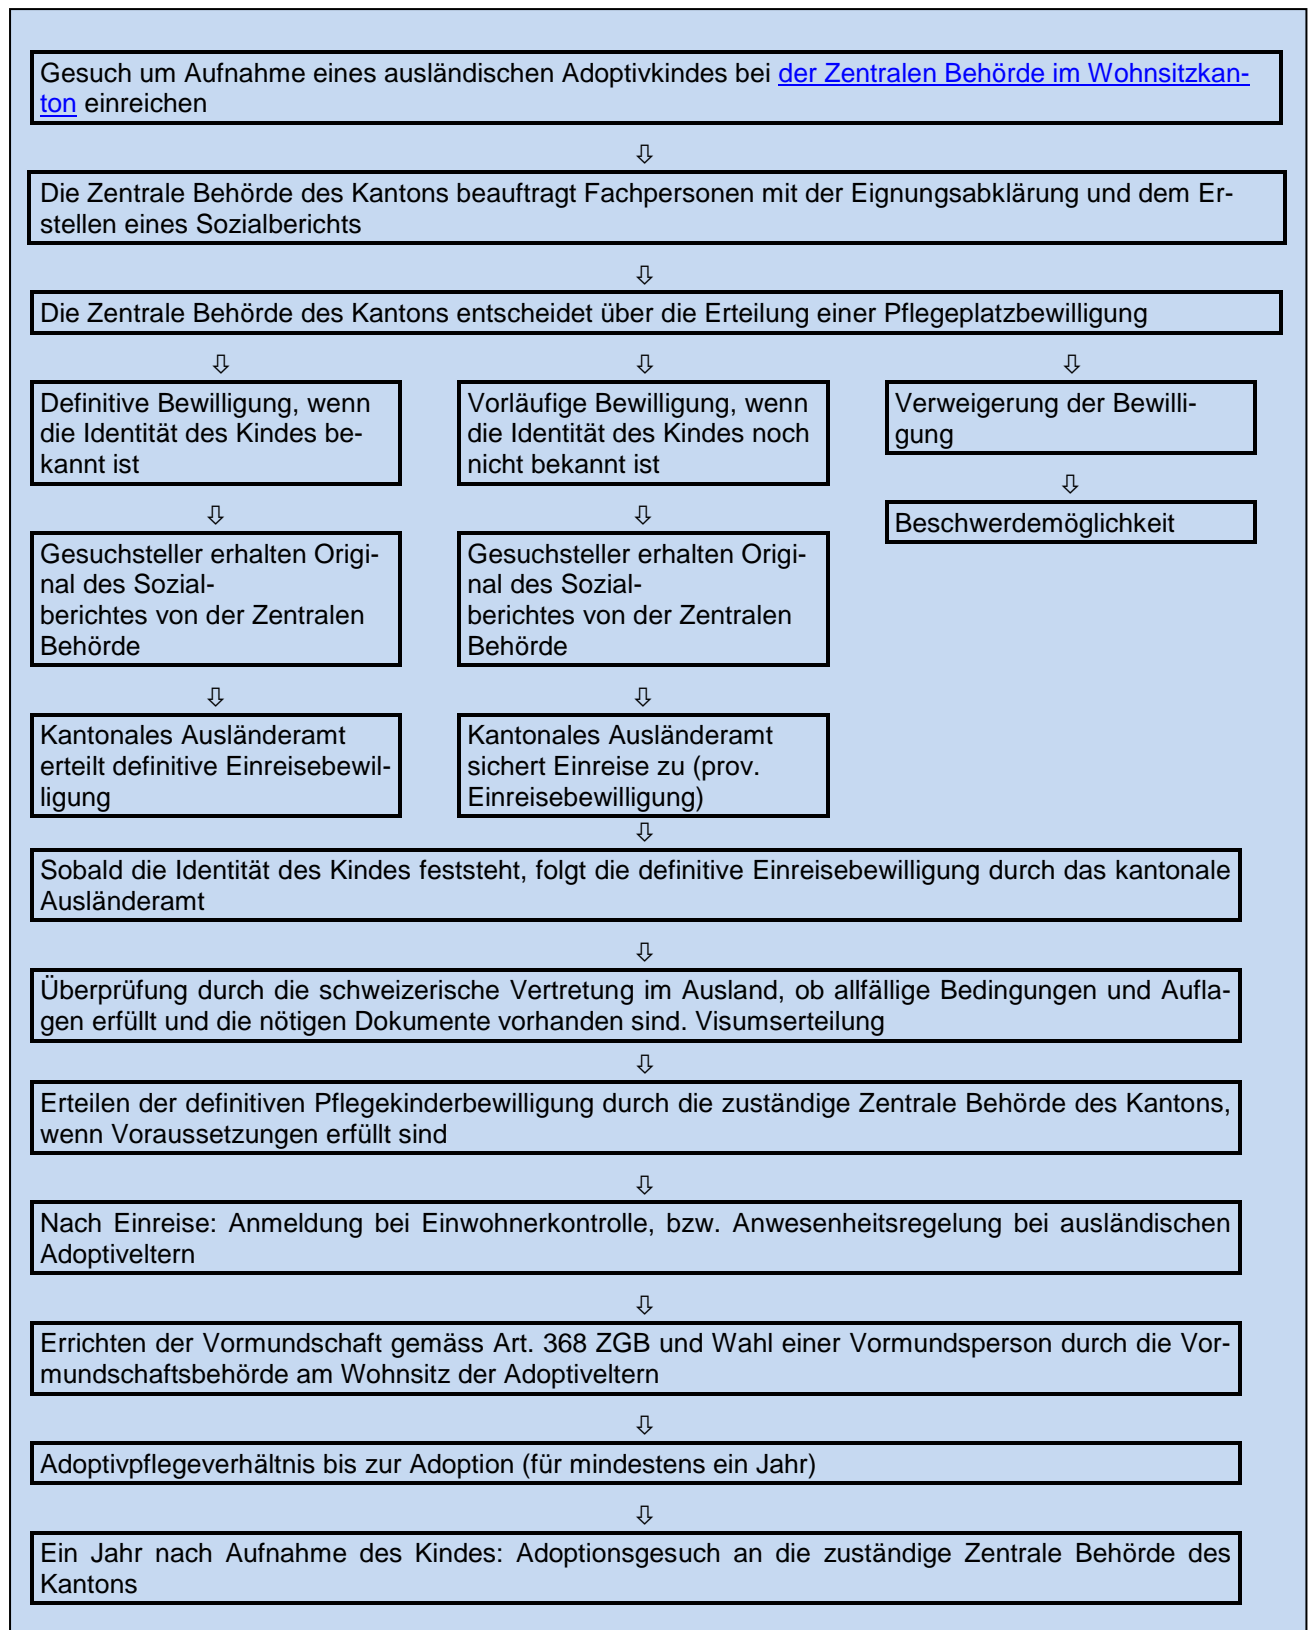 Gesuch um Aufnahme eines ausländischen Adoptivkindes bei der Zentralen Behörde im Wohnsitzkan-
ton einreichen
⇩
Die Zentrale Behörde des Kantons beauftragt Fachpersonen mit der Eignungsabklärung und dem Er-
stellen eines Sozialberichts
⇩
Die Zentrale Behörde des Kantons entscheidet über die Erteilung einer Pflegeplatzbewilligung
⇩
Definitive Bewilligung, wenn
die Identität des Kindes be-
kannt ist
⇩
Gesuchsteller erhalten Origi-
nal des Sozial-
berichtes von der Zentralen
Behörde
⇩
Kantonales Ausländeramt
erteilt definitive Einreisebewil-
ligung
⇩
Vorläufige Bewilligung, wenn
die Identität des Kindes noch
nicht bekannt ist
⇩
Gesuchsteller erhalten Origi-
nal des Sozial-
berichtes von der Zentralen
Behörde
⇩
Kantonales Ausländeramt
sichert Einreise zu (prov.
Einreisebewilligung)
⇩
Verweigerung der Bewilli-
gung
⇩
Beschwerdemöglichkeit
⇩
Sobald die Identität des Kindes feststeht, folgt die definitive Einreisebewilligung durch das kantonale
Ausländeramt
⇩
Überprüfung durch die schweizerische Vertretung im Ausland, ob allfällige Bedingungen und Aufla-
gen erfüllt und die nötigen Dokumente vorhanden sind. Visumserteilung
⇩
Erteilen der definitiven Pflegekinderbewilligung durch die zuständige Zentrale Behörde des Kantons,
wenn Voraussetzungen erfüllt sind
⇩
Nach Einreise: Anmeldung bei Einwohnerkontrolle, bzw. Anwesenheitsregelung bei ausländischen
Adoptiveltern
⇩
Errichten der Vormundschaft gemäss Art. 368 ZGB und Wahl einer Vormundsperson durch die Vor-
mundschaftsbehörde am Wohnsitz der Adoptiveltern
⇩
Adoptivpflegeverhältnis bis zur Adoption (für mindestens ein Jahr)
⇩
Ein Jahr nach Aufnahme des Kindes: Adoptionsgesuch an die zuständige Zentrale Behörde des
Kantons